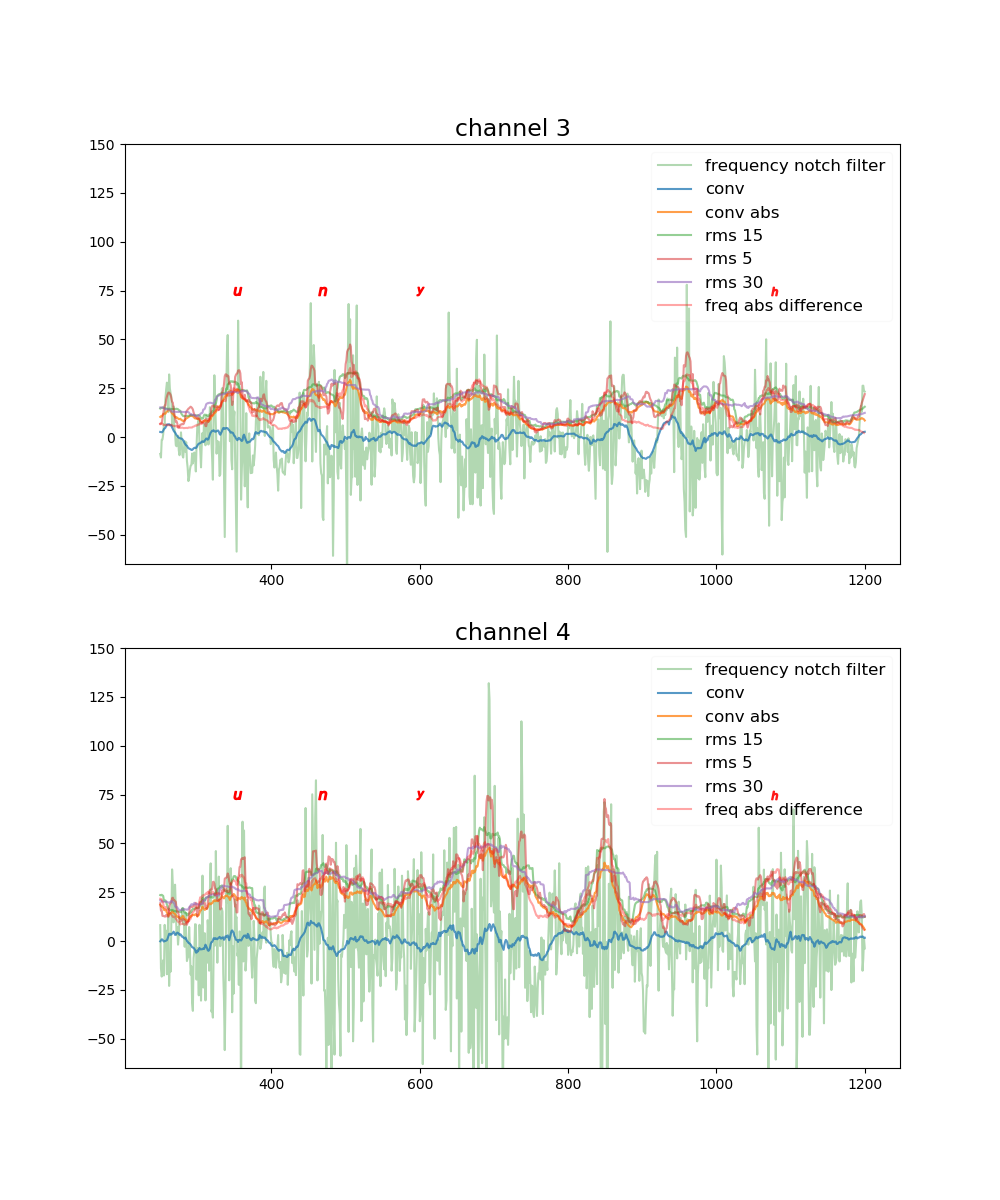 channel 3
150
125
100
75
50
25
0
−25
−50
frequency notch filter
conv
conv abs
rms 15
rms 5
rms 30
freq abs difference
u n y h
400 600 800 1000 1200
channel 4
150
125
100
75
50
25
0
−25
−50
frequency notch filter
conv
conv abs
rms 15
rms 5
rms 30
freq abs difference
u n y h
400 600 800 1000 1200